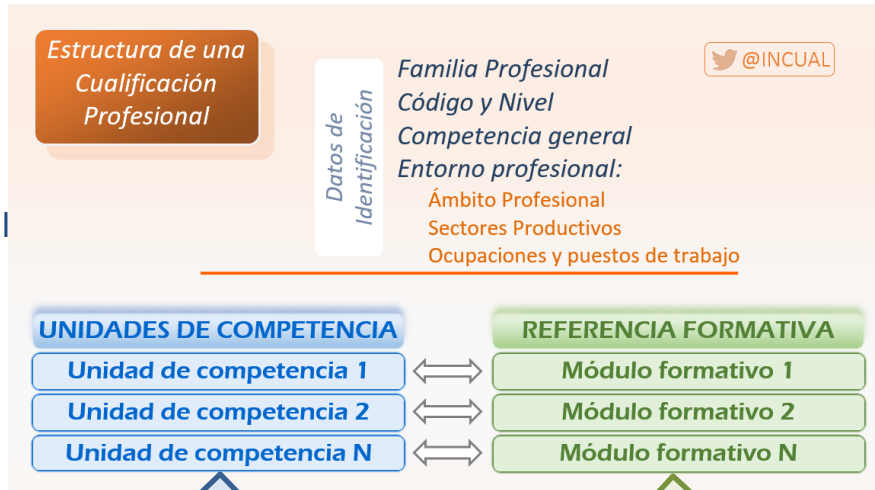 Estructura de una
Cualificación
Profesional
@INCUAL
Datos de
Identificación
Familia Profesional
Código y Nivel
Competencia general
Entorno profesional:
Ámbito Profesional
Sectores Productivos
Ocupaciones y puestos de trabajo
UNIDADES DE COMPETENCIA
REFERENCIA FORMATIVA
Unidad de competencia 1
Módulo formativo 1
Unidad de competencia 2
Módulo formativo 2
Unidad de competencia N
Módulo formativo N